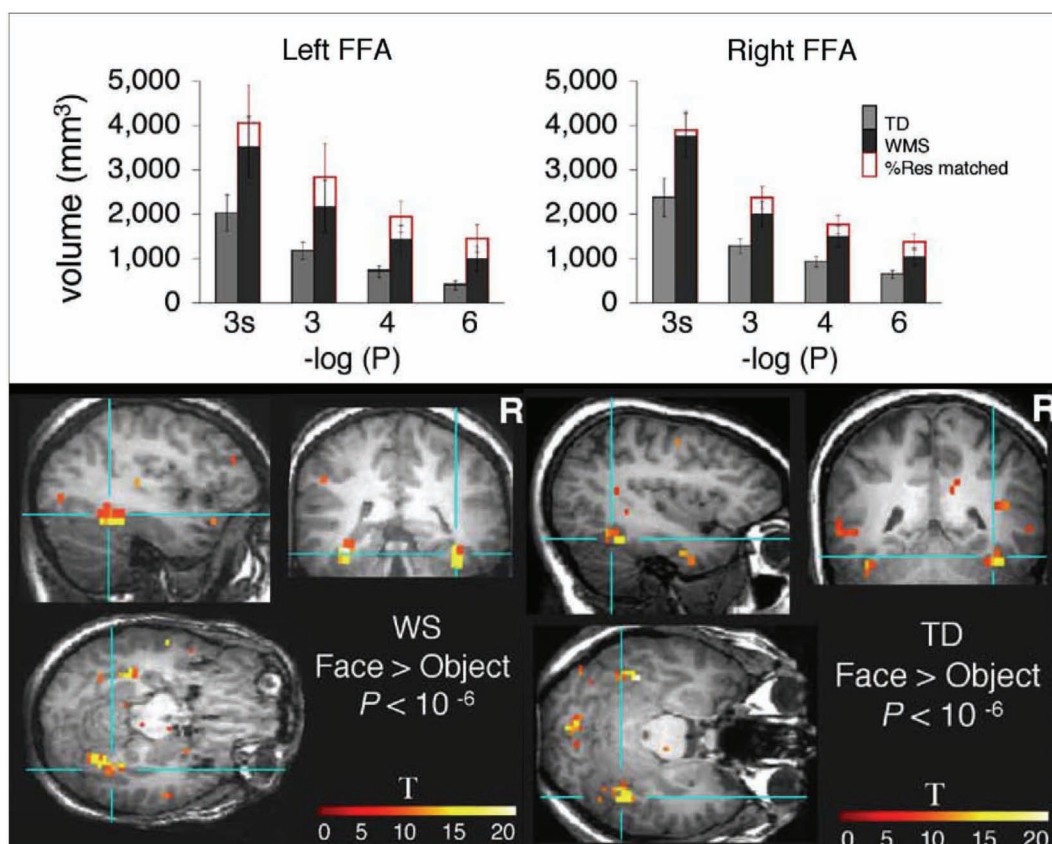 Left FFA
Right FFA
volume (mm³)
5,000
4,000
3,000
2,000
1,000
0
3s 3 4 6
-log (P)
5,000
4,000
3,000
2,000
1,000
0
3s 3 4 6
-log (P)
TD
WMS
%Res matched
R
R
WS
Face > Object
P < 10 -6
T
0 5 10 15 20
TD
Face > Object
P < 10 -6
T
0 5 10 15 20